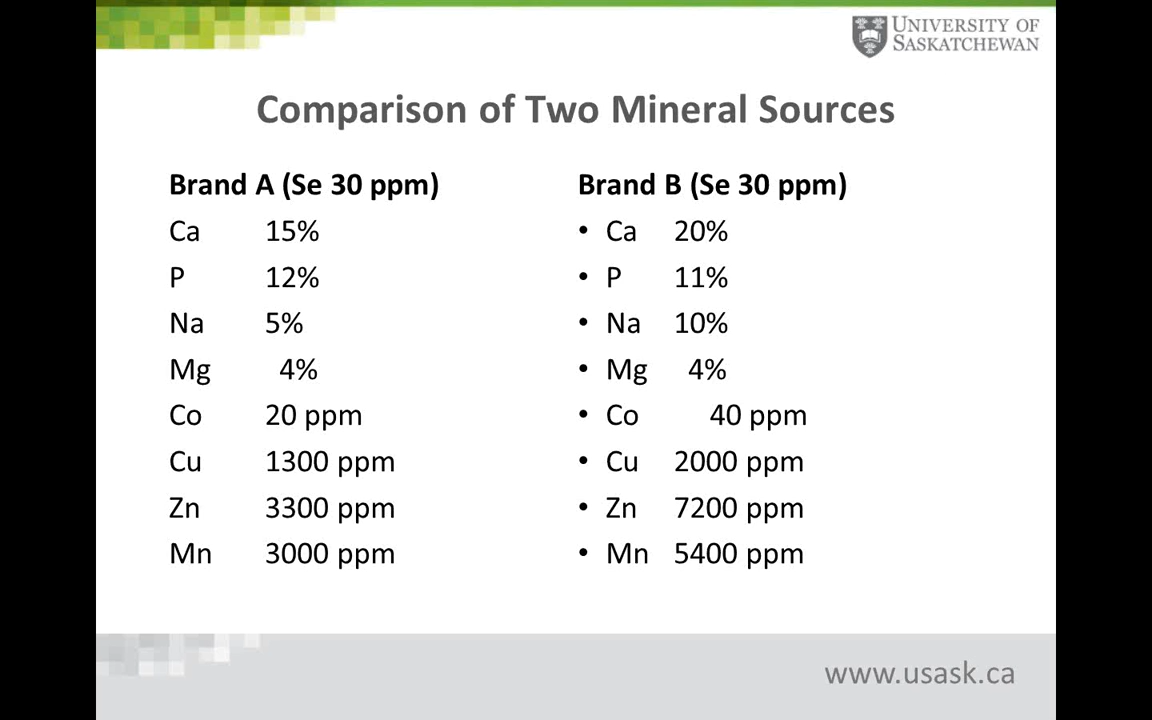 UNIVERSITY OF
SASKATCHEWAN
Comparison of Two Mineral Sources
Brand A (Se 30 ppm)
Ca 15%
P 12%
Na 5%
Mg 4%
Co 20 ppm
Cu 1300 ppm
Zn 3300 ppm
Mn 3000 ppm
Brand B (Se 30 ppm)
• Ca 20%
• P 11%
• Na 10%
• Mg 4%
• Co 40 ppm
• Cu 2000 ppm
• Zn 7200 ppm
• Mn 5400 ppm
www.usask.ca